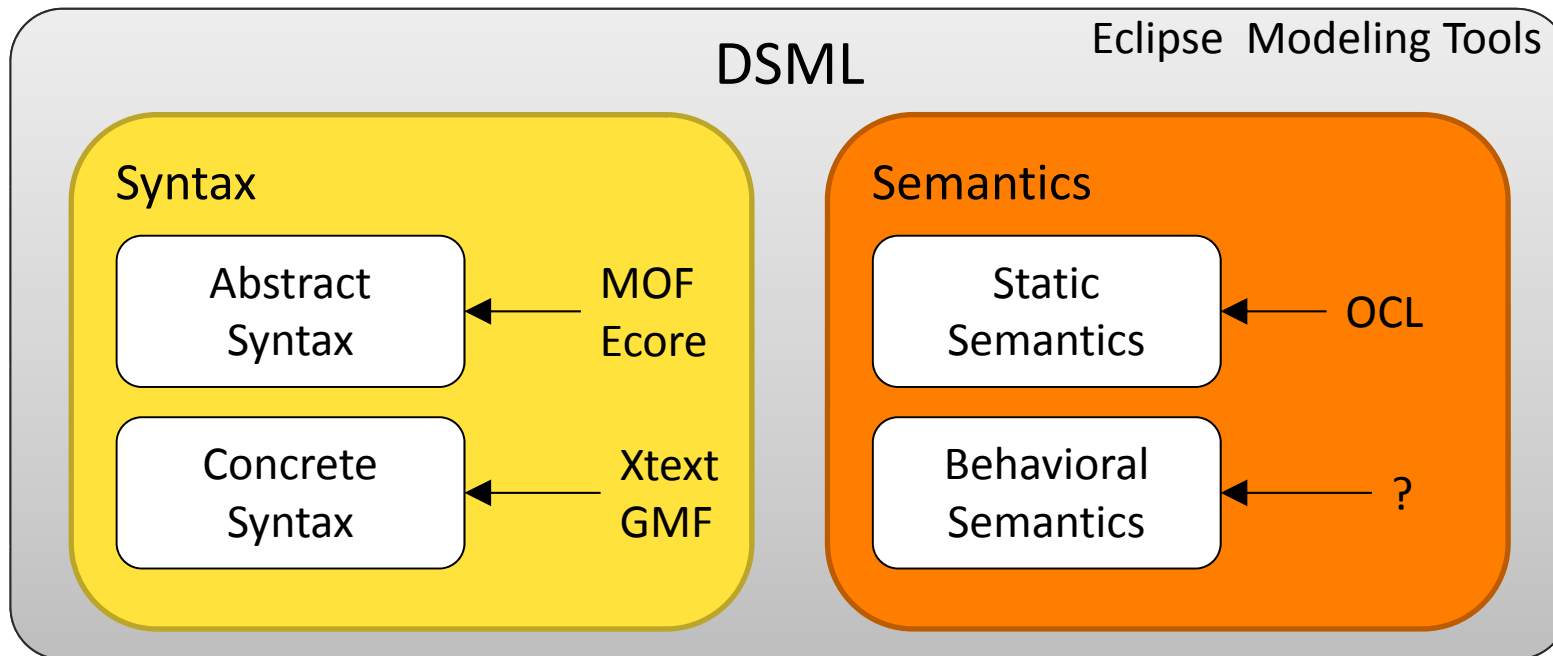 Eclipse  Modeling Tools
DSML
Syntax
Abstract
Syntax
MOF
Ecore
Concrete
Syntax
Xtext
GMF
Semantics
Static
Semantics
OCL
Behavioral
Semantics
?